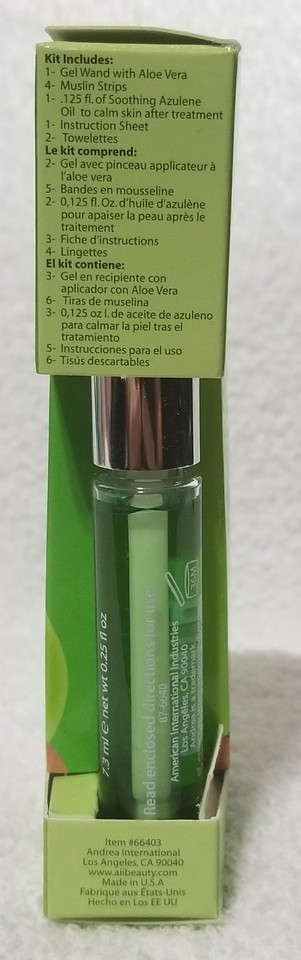 Kit Includes:
1- Gel Wand with Aloe Vera
4- Muslin Strips
1- .125 fl. of Soothing Azulene
Oil to calm skin after treatment
1- Instruction Sheet
2- Towelettes
Le kit comprend:
2- Gel avec pinceau applicateur à
l'aloe vera
5- Bandes en mousseline
2- 0,125 fl. Oz. d'huile d'azulène
pour apaiser la peau après le
traitement
3- Fiche d'instructions
4- Lingettes
El kit contiene:
3- Gel en recipiente con
aplicador con Aloe Vera
6- Tiras de muselina
3- 0,125 oz l. de aceite de azuleno
para calmar la piel tras el
tratamiento
5- Instrucciones para el uso
6- Tisús descartables
7.3 ml e net wt 0.25 fl oz
Read enclosed directions for use
87-6640
American International Industries
Los Angeles, CA 90040
Andrea is a trademark
36M
Item #66403
Andrea International
Los Angeles, CA 90040
www.aiibeauty.com
Made in U.S.A
Fabriqué aux États-Unis
Hecho en Los EE UU